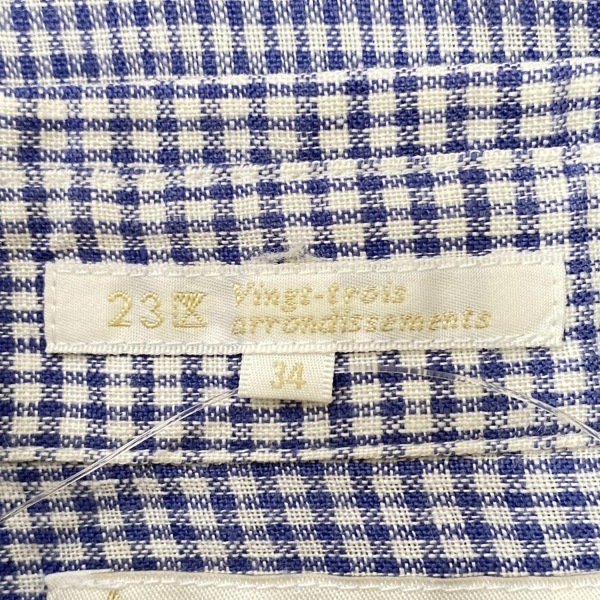 23区 Vingt-trois
arrondissements
34